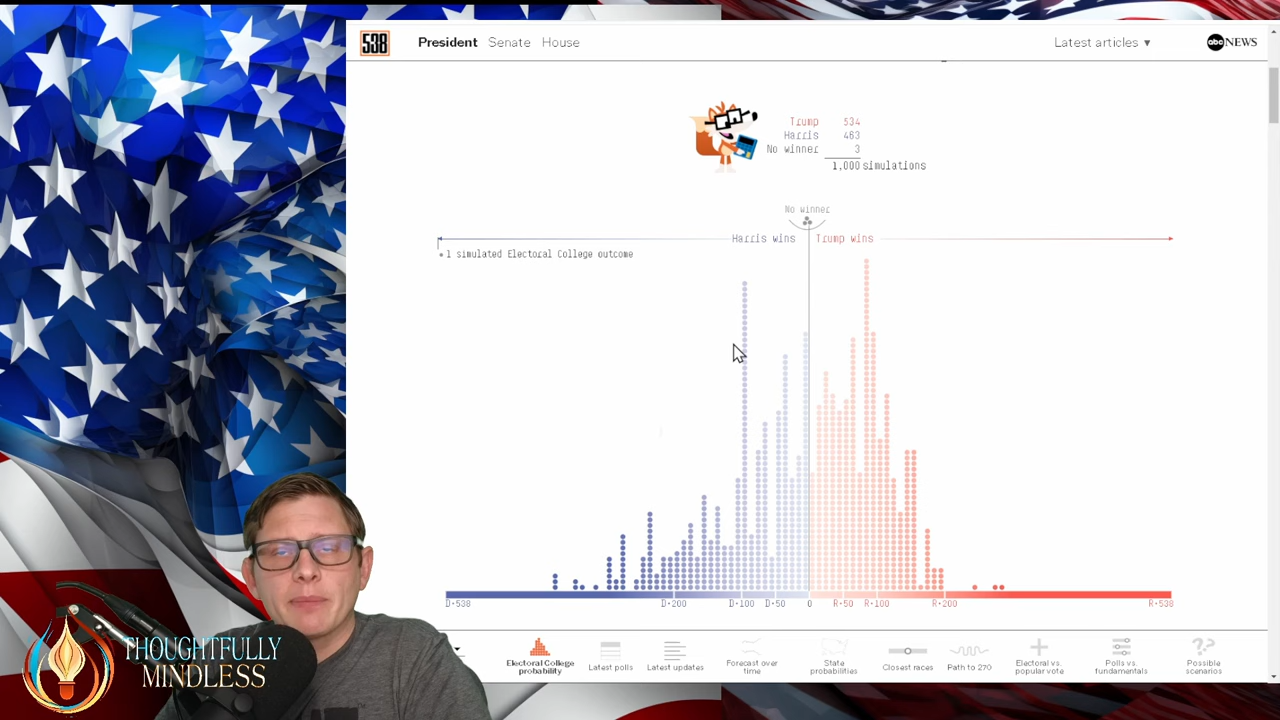 538
President Senate House
Latest articles ▾
abc NEWS
Trump 534
Harris 463
No winner 3
1,000 simulations
No winner
Harris wins Trump wins
1 simulated Electoral College outcome
D+538 D+200 D+100 D+50 0 R+50 R+100 R+200 R+538
Electoral College
probability
Latest polls
Latest updates
Forecast over
time
State
probabilities
Closest races
Path to 270
Electoral vs.
popular vote
Polls vs.
fundamentals
Possible
scenarios
THOUGHTFULLY
MINDLESS